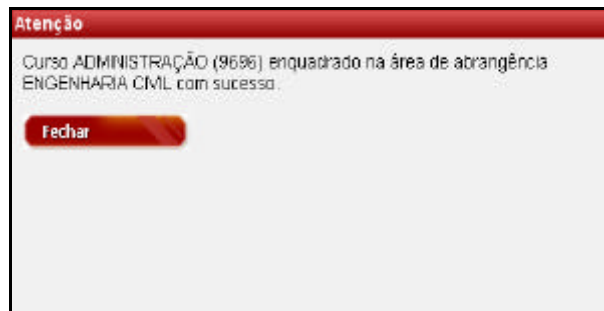 Atenção
Curso ADMINISTRAÇÃO (9696) enquadrado na área de abrangência
ENGENHARIA CIVIL com sucesso.
Fechar